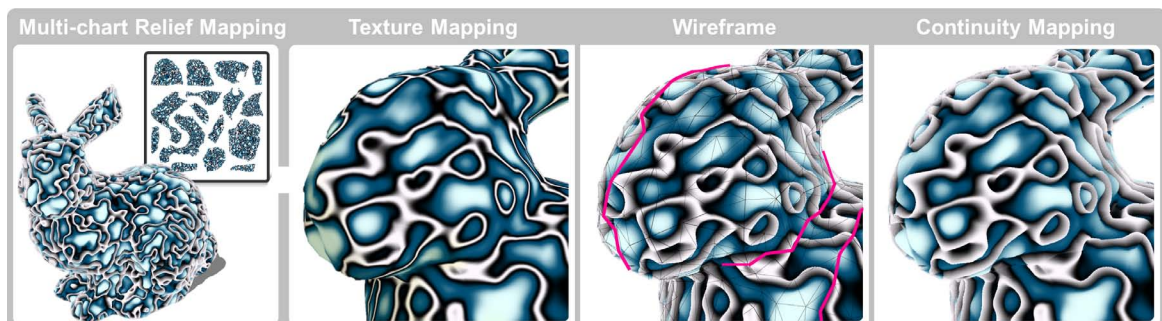 Multi-chart Relief Mapping
Texture Mapping
Wireframe
Continuity Mapping